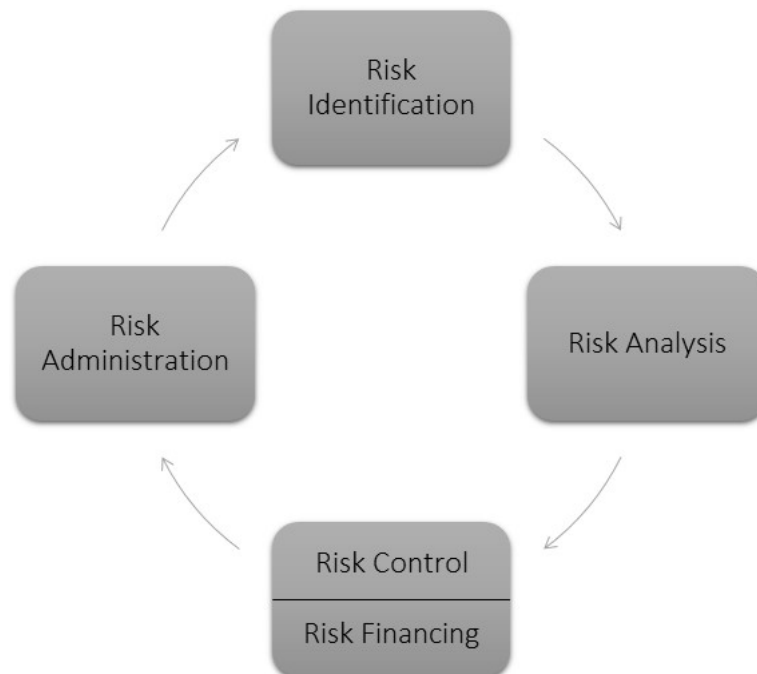 Risk
Identification
Risk Analysis
Risk Control
Risk Financing
Risk
Administration